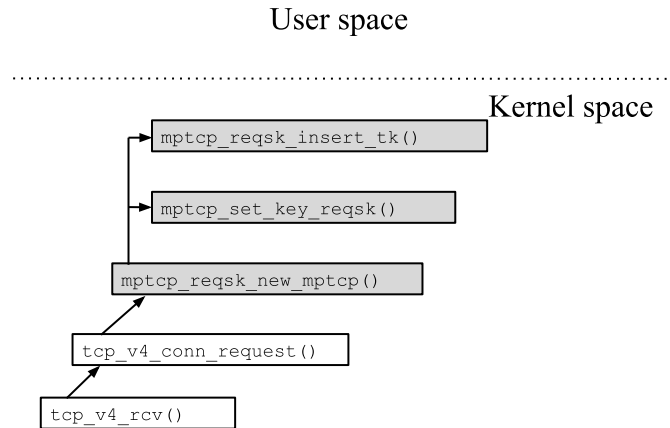 User space
Kernel space
mptcp_reqsk_insert_tk()
mptcp_set_key_reqsk()
mptcp_reqsk_new_mptcp()
tcp_v4_conn_request()
tcp_v4_rcv()